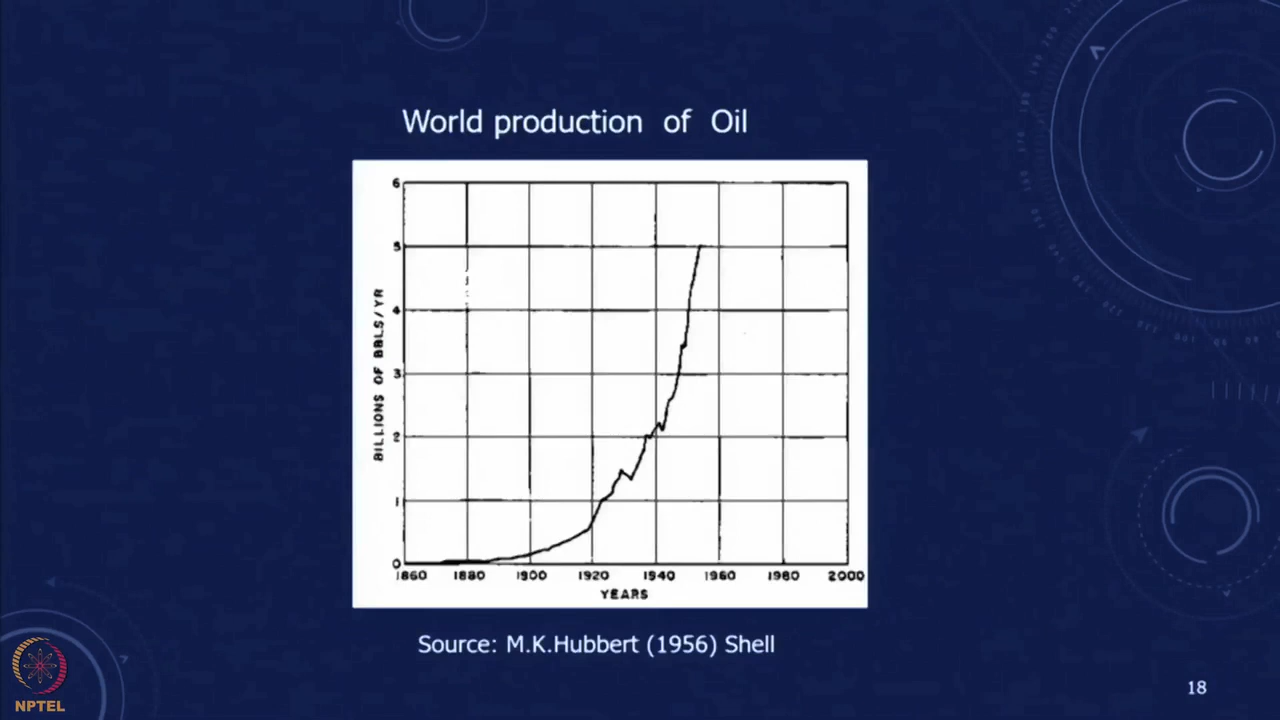 World production of Oil
6
5
4
3
2
1
0
BILLIONS OF BBLS/YR
1860 1880 1900 1920 1940 1960 1980 2000
YEARS
Source: M.K.Hubbert (1956) Shell
NPTEL
18